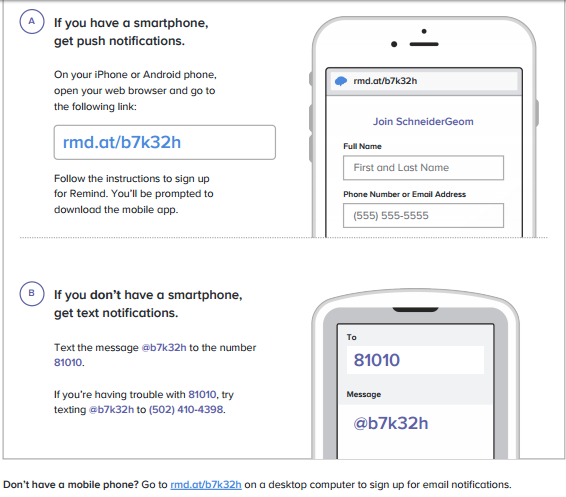 A
If you have a smartphone,
get push notifications.
On your iPhone or Android phone,
open your web browser and go to
the following link:
rmd.at/b7k32h
Follow the instructions to sign up
for Remind. You'll be prompted to
download the mobile app.
rmd.at/b7k32h
Join SchneiderGeom
Full Name
First and Last Name
Phone Number or Email Address
(555) 555-5555
B
If you don't have a smartphone,
get text notifications.
Text the message @b7k32h to the number
81010.
If you're having trouble with 81010, try
texting @b7k32h to (502) 410-4398.
To
81010
Message
@b7k32h
Don't have a mobile phone? Go to rmd.at/b7k32h on a desktop computer to sign up for email notifications.